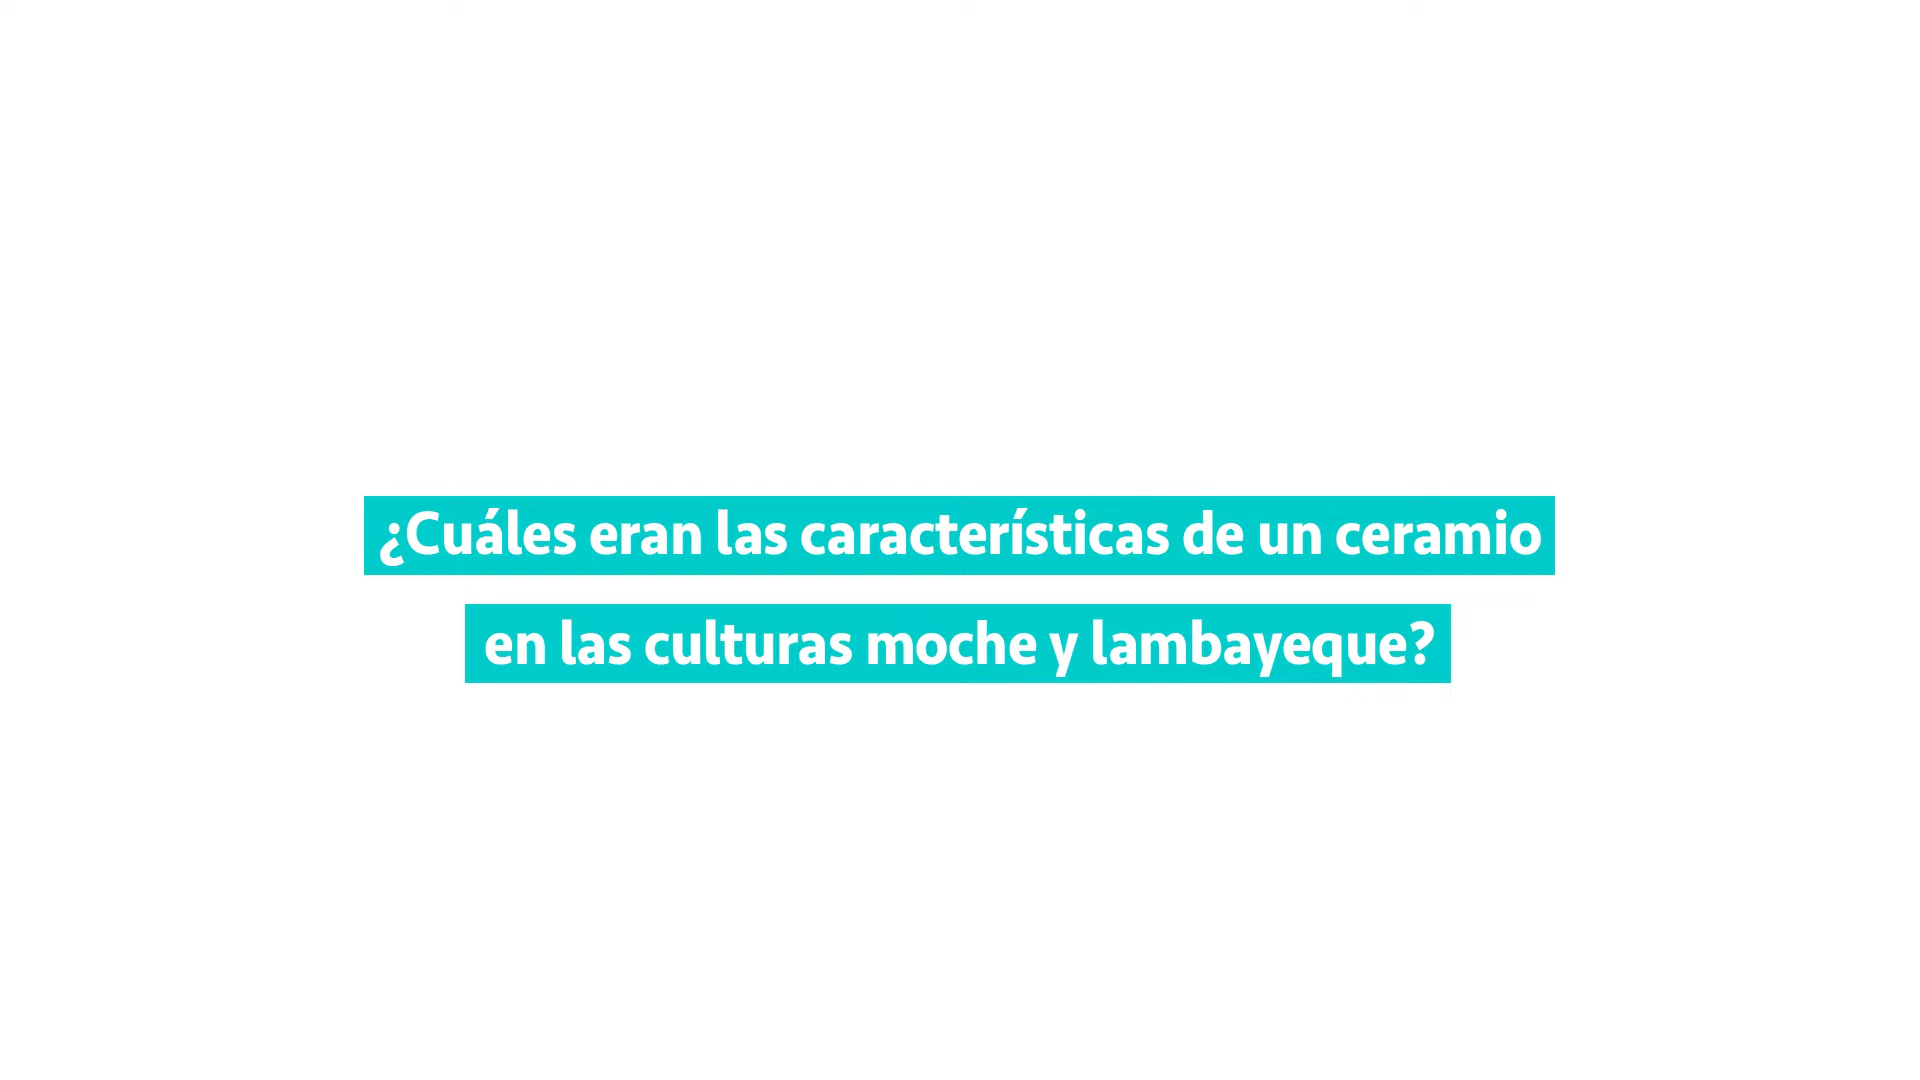 ¿Cuáles eran las características de un ceramio
en las culturas moche y lambayeque?